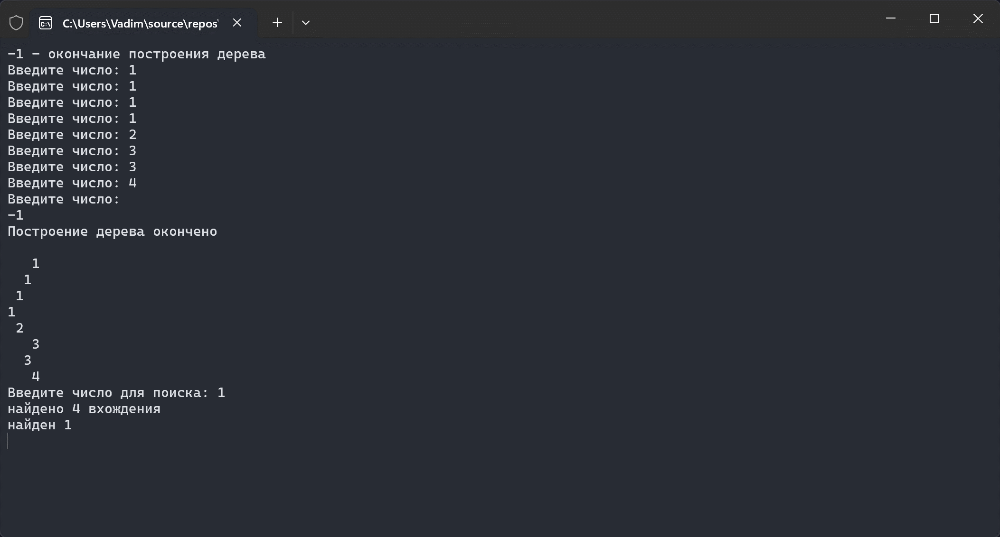 C:\Users\Vadim\source\repos\
-1 - окончание построения дерева
Введите число: 1
Введите число: 1
Введите число: 1
Введите число: 1
Введите число: 2
Введите число: 3
Введите число: 3
Введите число: 4
Введите число:
-1
Построение дерева окончено

   1
  1
 1
1
 2
   3
  3
   4
Введите число для поиска: 1
найдено 4 вхождения
найден 1